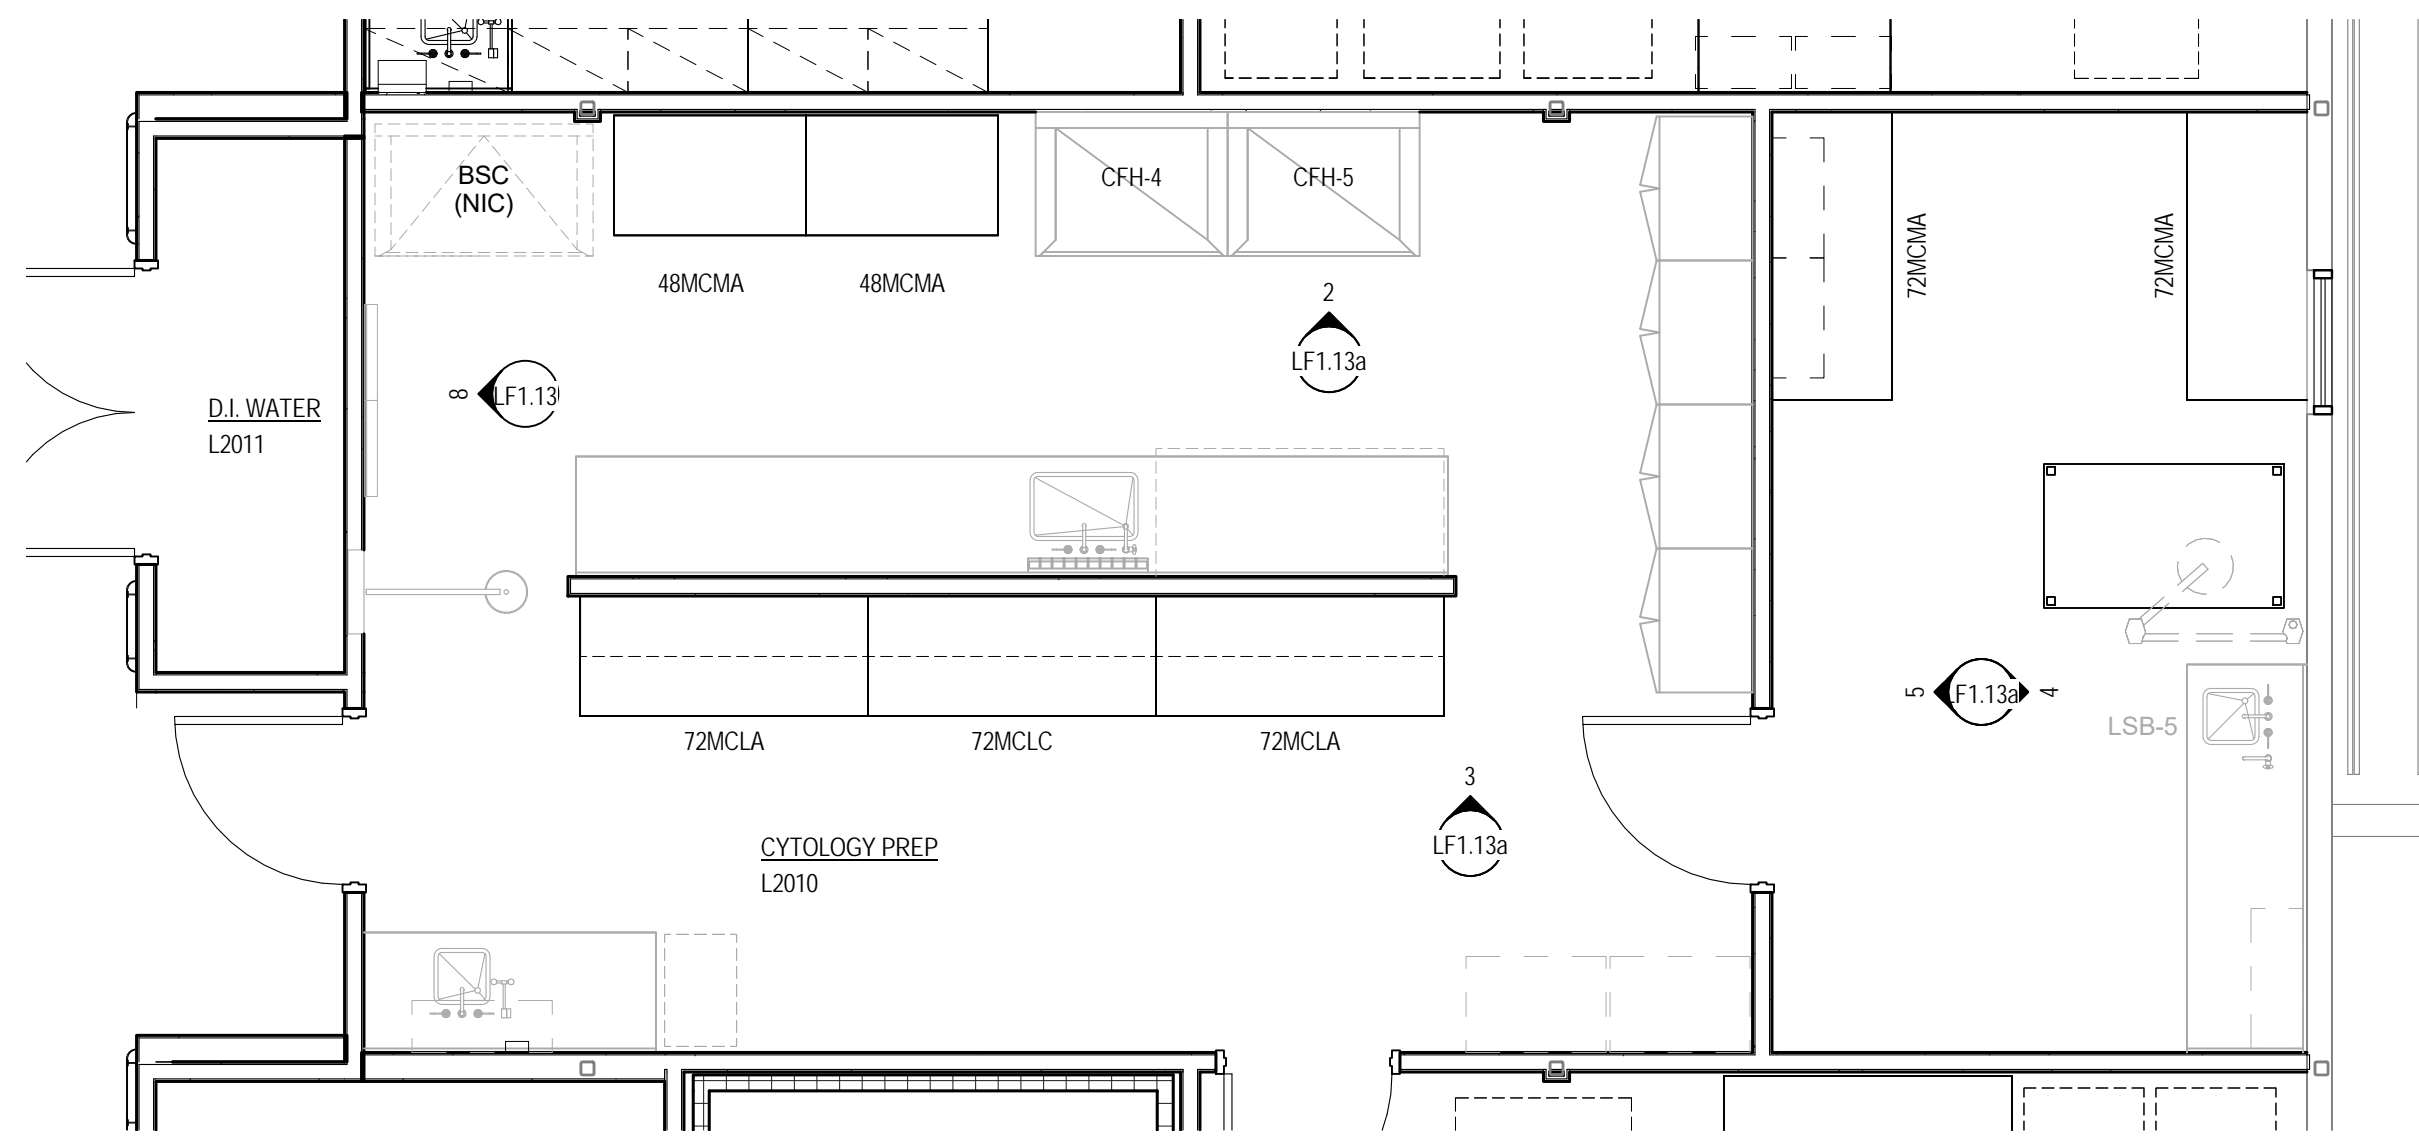 BSC
(NIC)
CFH-4
CFH-5
48MCMA
48MCMA
72MCMA
72MCMA
2
LF1.13a
8
LF1.13
D.I. WATER
L2011
5
LF1.13a
4
LSB-5
72MCLA
72MCLC
72MCLA
3
LF1.13a
CYTOLOGY PREP
L2010